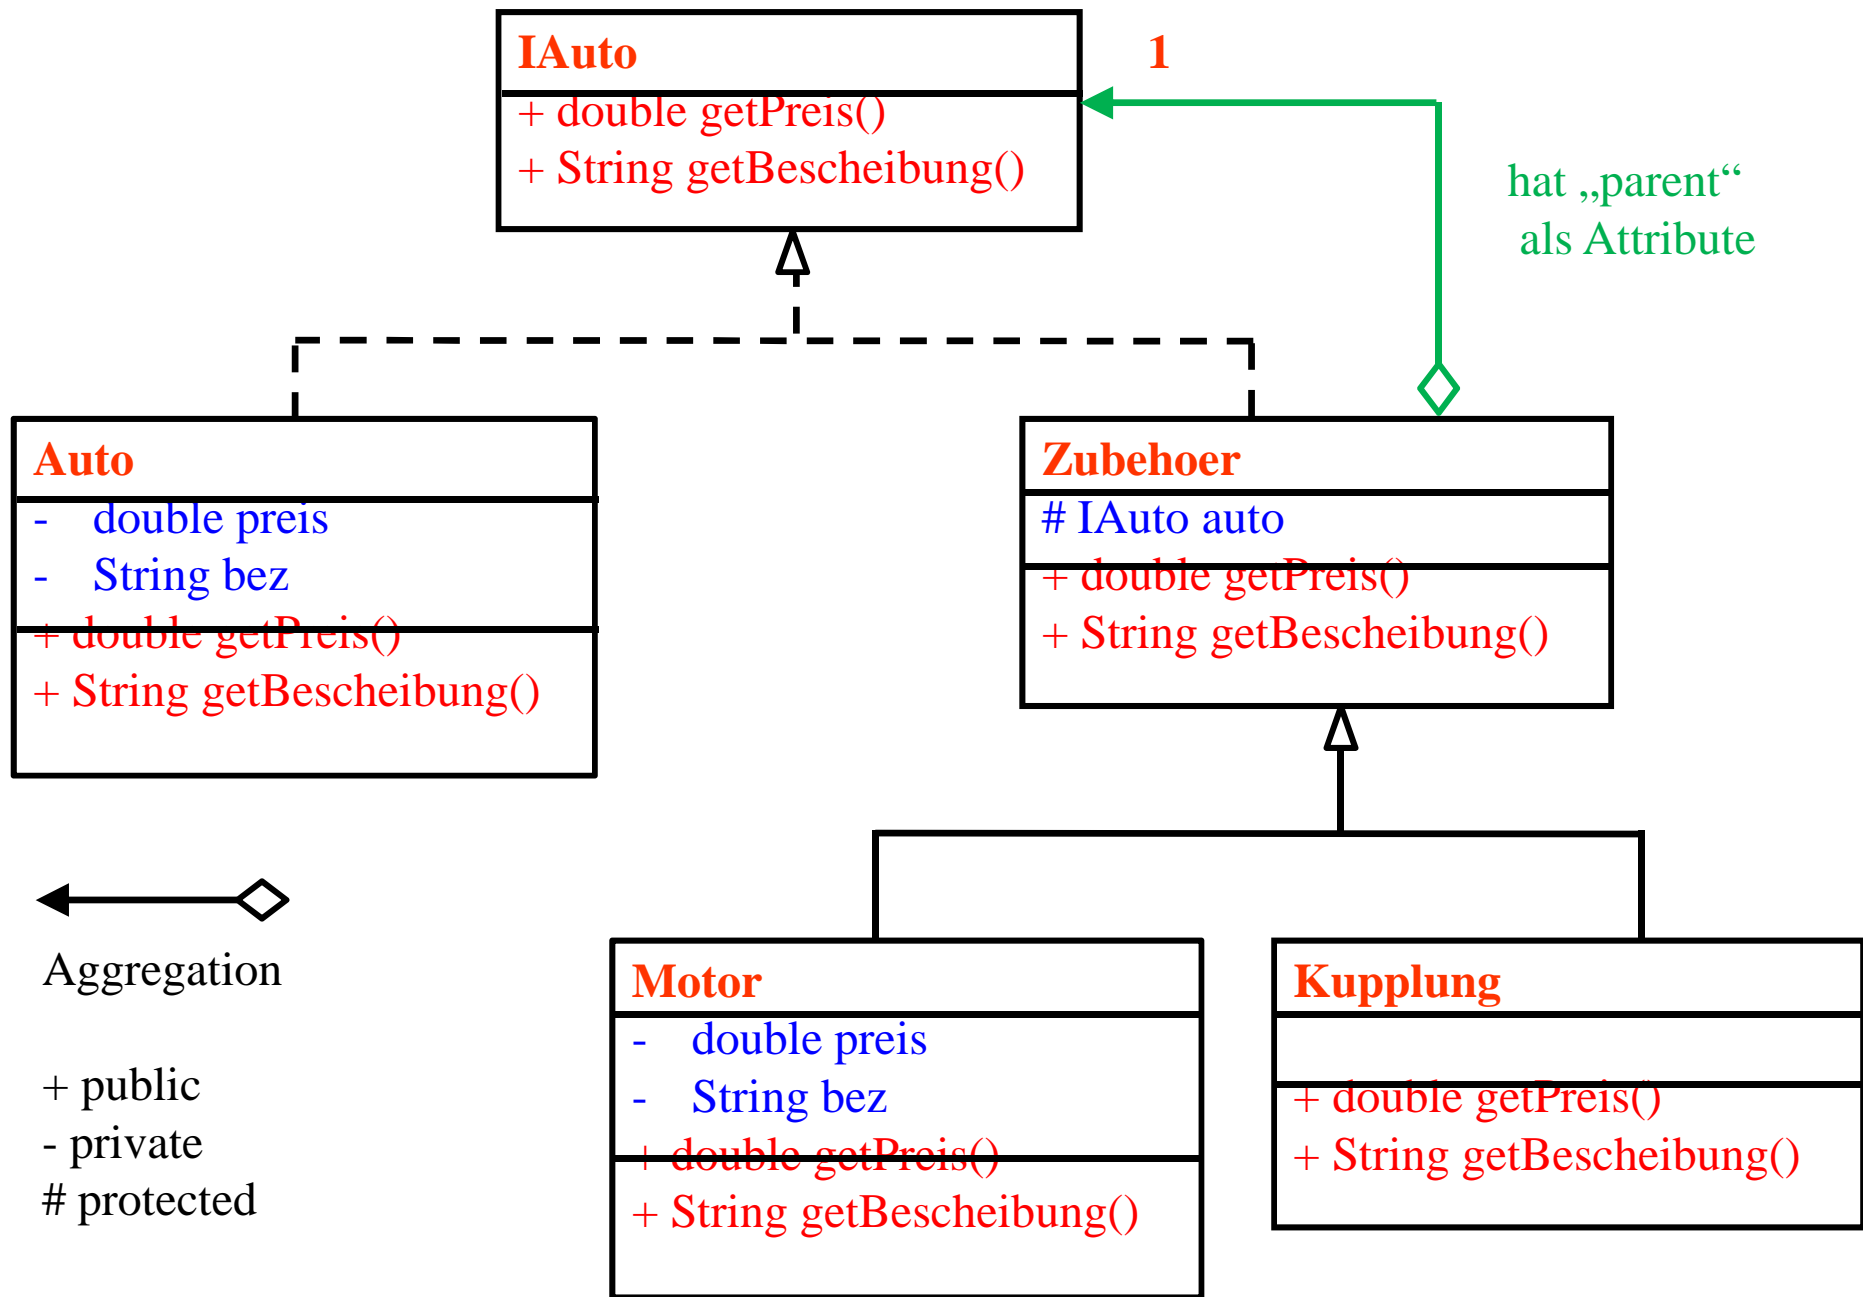 IAuto
1
+ double getPreis()
+ String getBescheibung()
hat „parent“
als Attribute
Auto
- double preis
- String bez
+ double getPreis()
+ String getBescheibung()
Zubehoer
# IAuto auto
+ double getPreis()
+ String getBescheibung()
Aggregation
+ public
- private
# protected
Motor
- double preis
- String bez
+ double getPreis()
+ String getBescheibung()
Kupplung
+ double getPreis()
+ String getBescheibung()